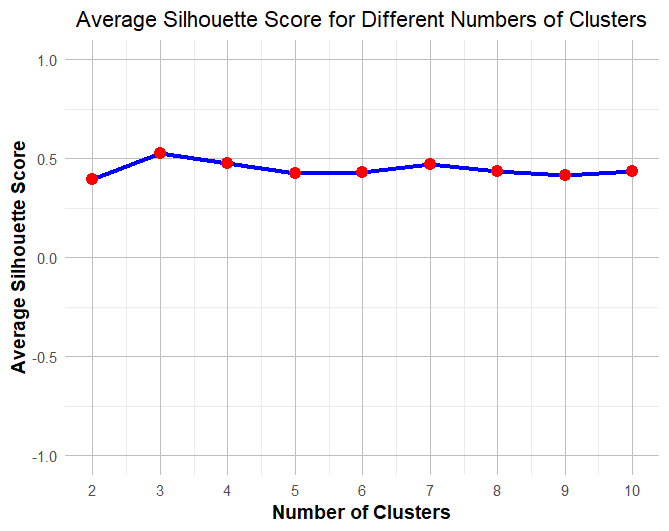 Average Silhouette Score for Different Numbers of Clusters
Average Silhouette Score
1.0
0.5
0.0
-0.5
-1.0
2 3 4 5 6 7 8 9 10
Number of Clusters